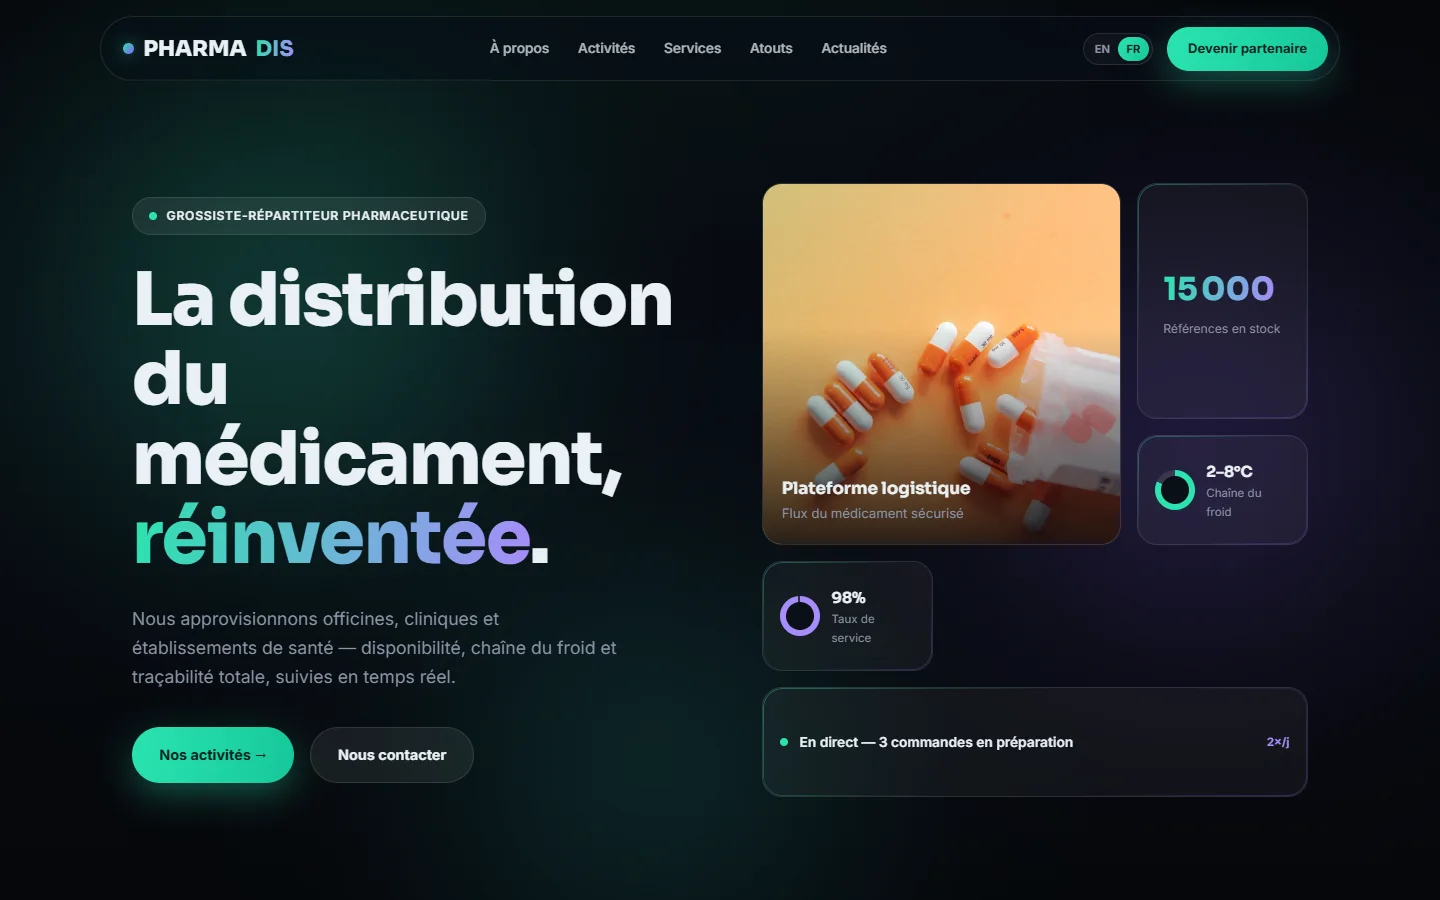 PHARMA DIS
À propos
Activités
Services
Atouts
Actualités
EN
FR
Devenir partenaire
GROSSISTE-RÉPARTITEUR PHARMACEUTIQUE
La distribution
du
médicament,
réinventée.
Nous approvisionnons officines, cliniques et
établissements de santé — disponibilité, chaîne du froid et
traçabilité totale, suivies en temps réel.
Nos activités →
Nous contacter
Plateforme logistique
Flux du médicament sécurisé
15 000
Références en stock
2–8°C
Chaîne du
froid
98%
Taux de
service
En direct — 3 commandes en préparation
2×/j